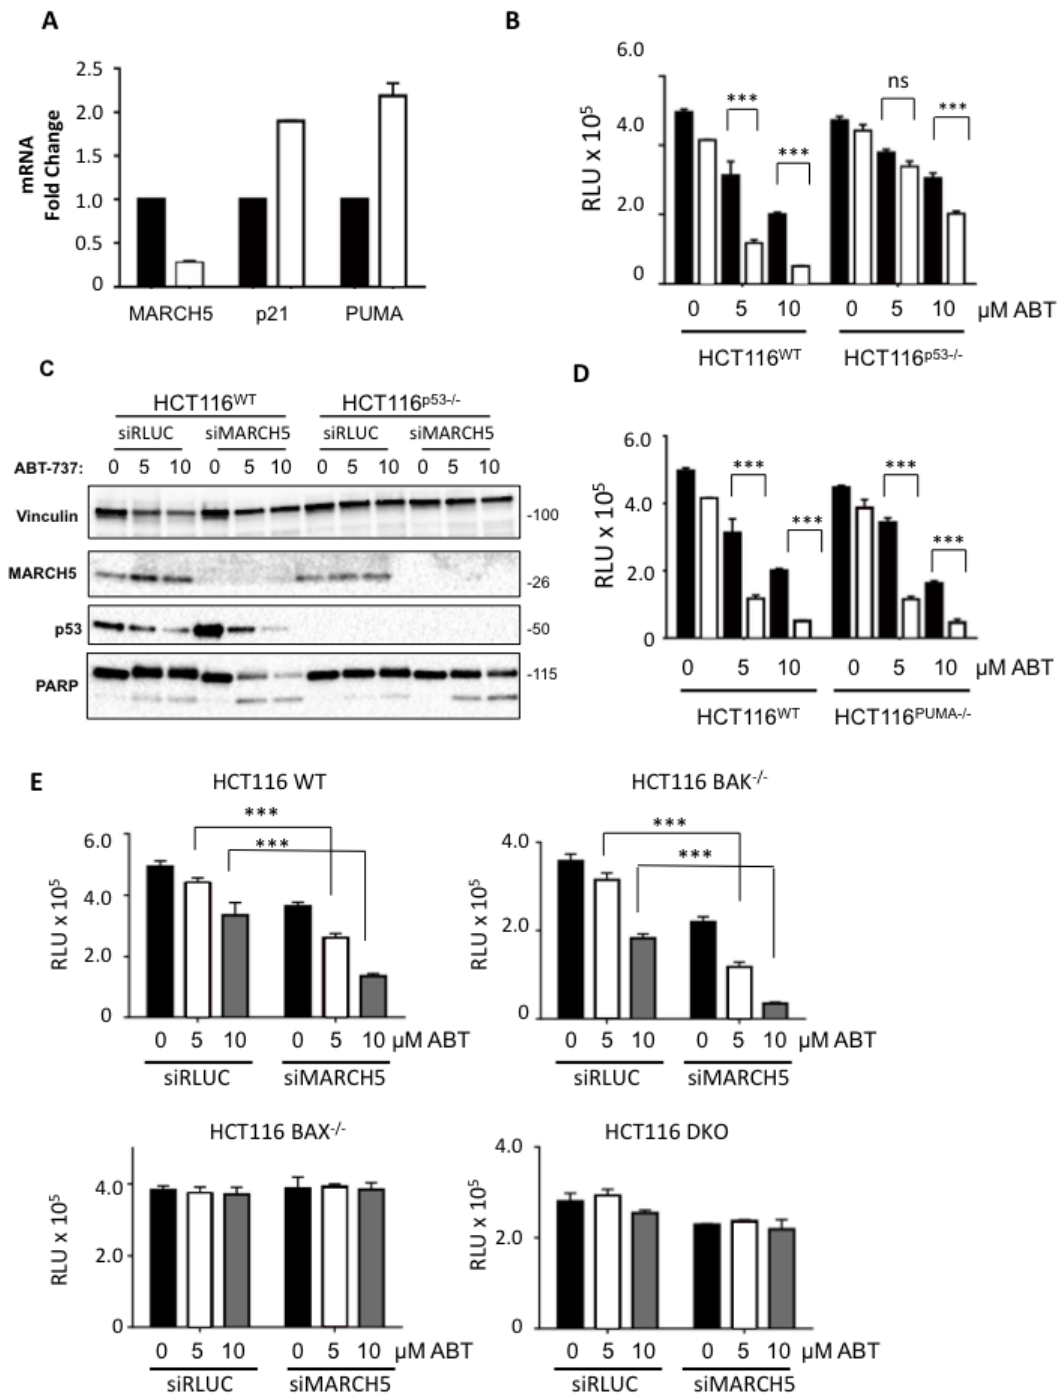 A
2.5
2.0
1.5
1.0
0.5
0
mRNA
Fold Change
MARCH5 p21 PUMA
B
6.0
4.0
2.0
0
RLU x 10⁵
*** *** ns ***
0 5 10 0 5 10 µM ABT
HCT116WT HCT116p53-/-
C
HCT116WT HCT116p53-/-
siRLUC siMARCH5 siRLUC siMARCH5
ABT-737: 0 5 10 0 5 10 0 5 10 0 5 10
Vinculin -100
MARCH5 -26
p53 -50
PARP -115
D
6.0
4.0
2.0
0
RLU x 10⁵
*** *** *** ***
0 5 10 0 5 10 µM ABT
HCT116WT HCT116PUMA-/-
E
HCT116 WT
6.0
4.0
2.0
0
RLU x 10⁵
***
***
0 5 10 0 5 10 µM ABT
siRLUC siMARCH5
HCT116 BAK-/-
4.0
2.0
0
RLU x 10⁵
***
***
0 5 10 0 5 10 µM ABT
siRLUC siMARCH5
HCT116 BAX-/-
4.0
2.0
0
RLU x 10⁵
0 5 10 0 5 10 µM ABT
siRLUC siMARCH5
HCT116 DKO
4.0
2.0
0
RLU x 10⁵
0 5 10 0 5 10 µM ABT
siRLUC siMARCH5